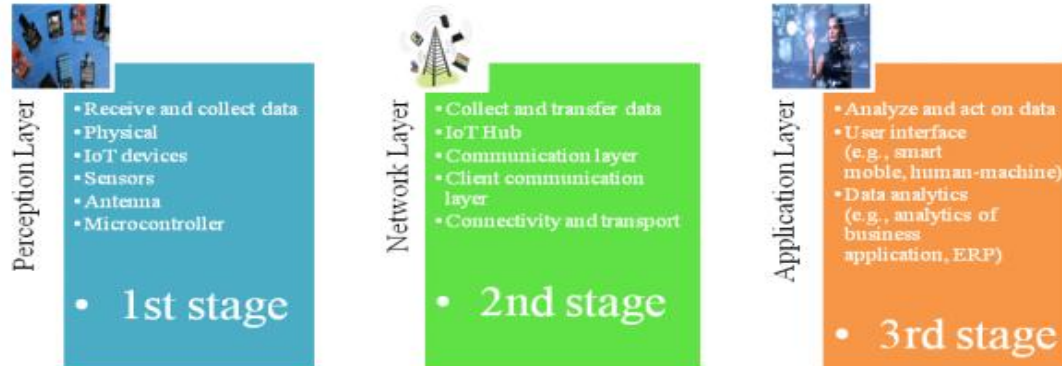 Perception Layer
• Receive and collect data
• Physical
• IoT devices
• Sensors
• Antenna
• Microcontroller
• 1st stage
Network Layer
• Collect and transfer data
• IoT Hub
• Communication layer
• Client communication
layer
• Connectivity and transport
• 2nd stage
Application Layer
• Analyze and act on data
• User interface
(e.g., smart
moble, human-machine)
• Data analytics
(e.g., analytics of
business
application, ERP)
• 3rd stage